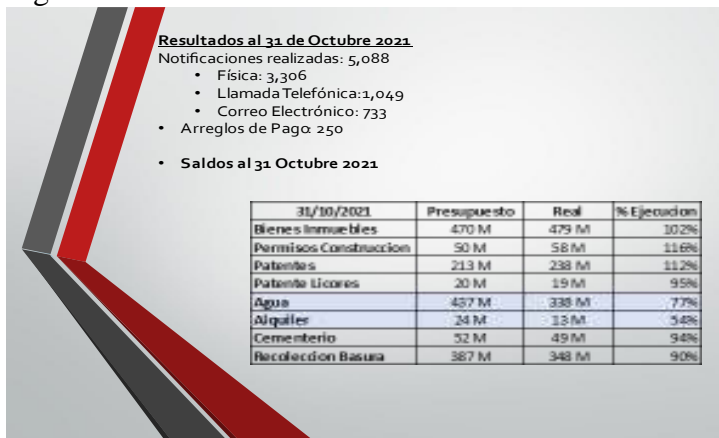 Resultados al 31 de Octubre 2021
Notificaciones realizadas: 5,088
• Física: 3,306
• Llamada Telefónica:1,049
• Correo Electrónico: 733
• Arreglos de Pago: 250
• Saldos al 31 Octubre 2021
31/10/2021 Presupuesto Real % Ejecucion
Bienes Inmuebles 470 M 479 M 102%
Permisos Construccion 50 M 58 M 116%
Patentes 213 M 238 M 112%
Patente Licores 20 M 19 M 95%
Agua 437 M 338 M 77%
Alquiler 24 M 13 M 54%
Cementerio 52 M 49 M 94%
Recoleccion Basura 387 M 348 M 90%